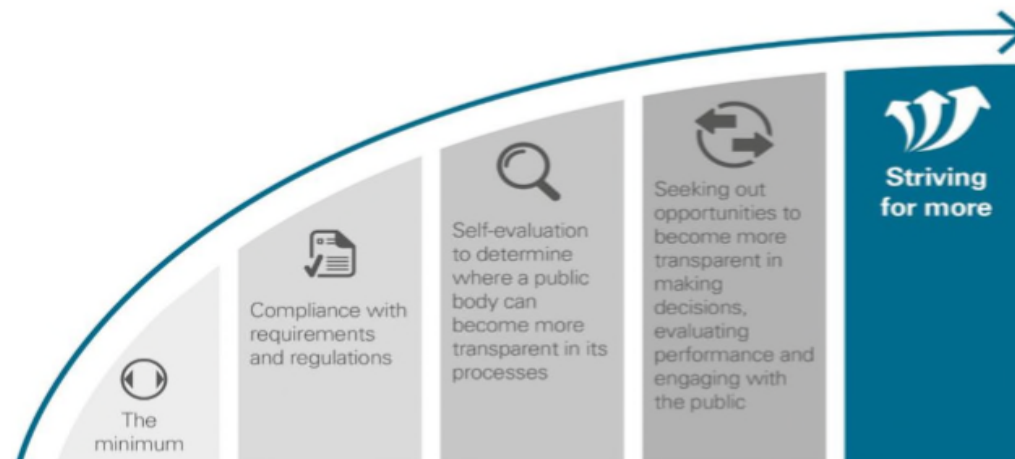 The
minimum
Compliance with
requirements
and regulations
Self-evaluation
to determine
where a public
body can
become more
transparent in its
processes
Seeking out
opportunities to
become more
transparent in
making
decisions,
evaluating
performance and
engaging with
the public
Striving
for more